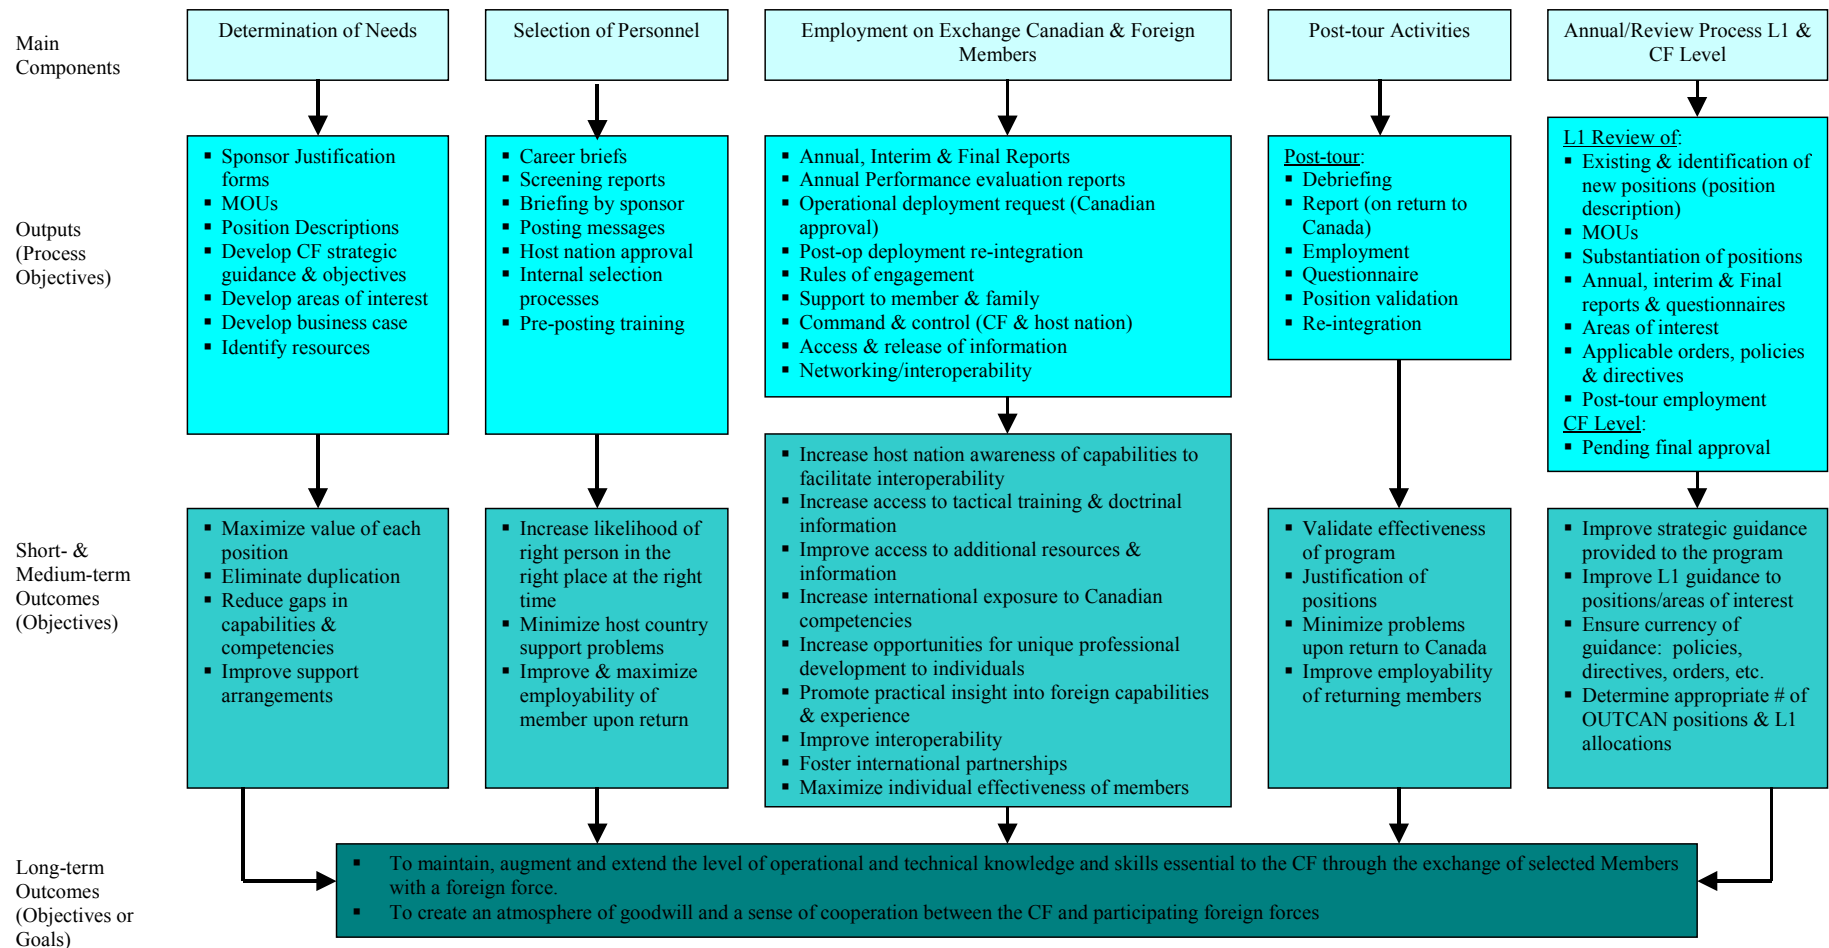 Main
Components
Determination of Needs
Selection of Personnel
Employment on Exchange Canadian & Foreign
Members
Post-tour Activities
Annual/Review Process L1 &
CF Level
Outputs
(Process
Objectives)
▪ Sponsor Justification
forms
▪ MOUs
▪ Position Descriptions
▪ Develop CF strategic
guidance & objectives
▪ Develop areas of interest
▪ Develop business case
▪ Identify resources
▪ Career briefs
▪ Screening reports
▪ Briefing by sponsor
▪ Posting messages
▪ Host nation approval
▪ Internal selection
processes
▪ Pre-posting training
▪ Annual, Interim & Final Reports
▪ Annual Performance evaluation reports
▪ Operational deployment request (Canadian
approval)
▪ Post-op deployment re-integration
▪ Rules of engagement
▪ Support to member & family
▪ Command & control (CF & host nation)
▪ Access & release of information
▪ Networking/interoperability
Post-tour:
▪ Debriefing
▪ Report (on return to
Canada)
▪ Employment
▪ Questionnaire
▪ Position validation
▪ Re-integration
L1 Review of:
▪ Existing & identification of
new positions (position
description)
▪ MOUs
▪ Substantiation of positions
▪ Annual, interim & Final
reports & questionnaires
▪ Areas of interest
▪ Applicable orders, policies
& directives
▪ Post-tour employment
CF Level:
▪ Pending final approval
Short- &
Medium-term
Outcomes
(Objectives)
▪ Maximize value of each
position
▪ Eliminate duplication
▪ Reduce gaps in
capabilities &
competencies
▪ Improve support
arrangements
▪ Increase likelihood of
right person in the
right place at the right
time
▪ Minimize host country
support problems
▪ Improve & maximize
employability of
member upon return
▪ Increase host nation awareness of capabilities to
facilitate interoperability
▪ Increase access to tactical training & doctrinal
information
▪ Improve access to additional resources &
information
▪ Increase international exposure to Canadian
competencies
▪ Increase opportunities for unique professional
development to individuals
▪ Promote practical insight into foreign capabilities
& experience
▪ Improve interoperability
▪ Foster international partnerships
▪ Maximize individual effectiveness of members
▪ Validate effectiveness
of program
▪ Justification of
positions
▪ Minimize problems
upon return to Canada
▪ Improve employability
of returning members
▪ Improve strategic guidance
provided to the program
▪ Improve L1 guidance to
positions/areas of interest
▪ Ensure currency of
guidance: policies,
directives, orders, etc.
▪ Determine appropriate # of
OUTCAN positions & L1
allocations
Long-term
Outcomes
(Objectives or
Goals)
▪ To maintain, augment and extend the level of operational and technical knowledge and skills essential to the CF through the exchange of selected Members
with a foreign force.
▪ To create an atmosphere of goodwill and a sense of cooperation between the CF and participating foreign forces